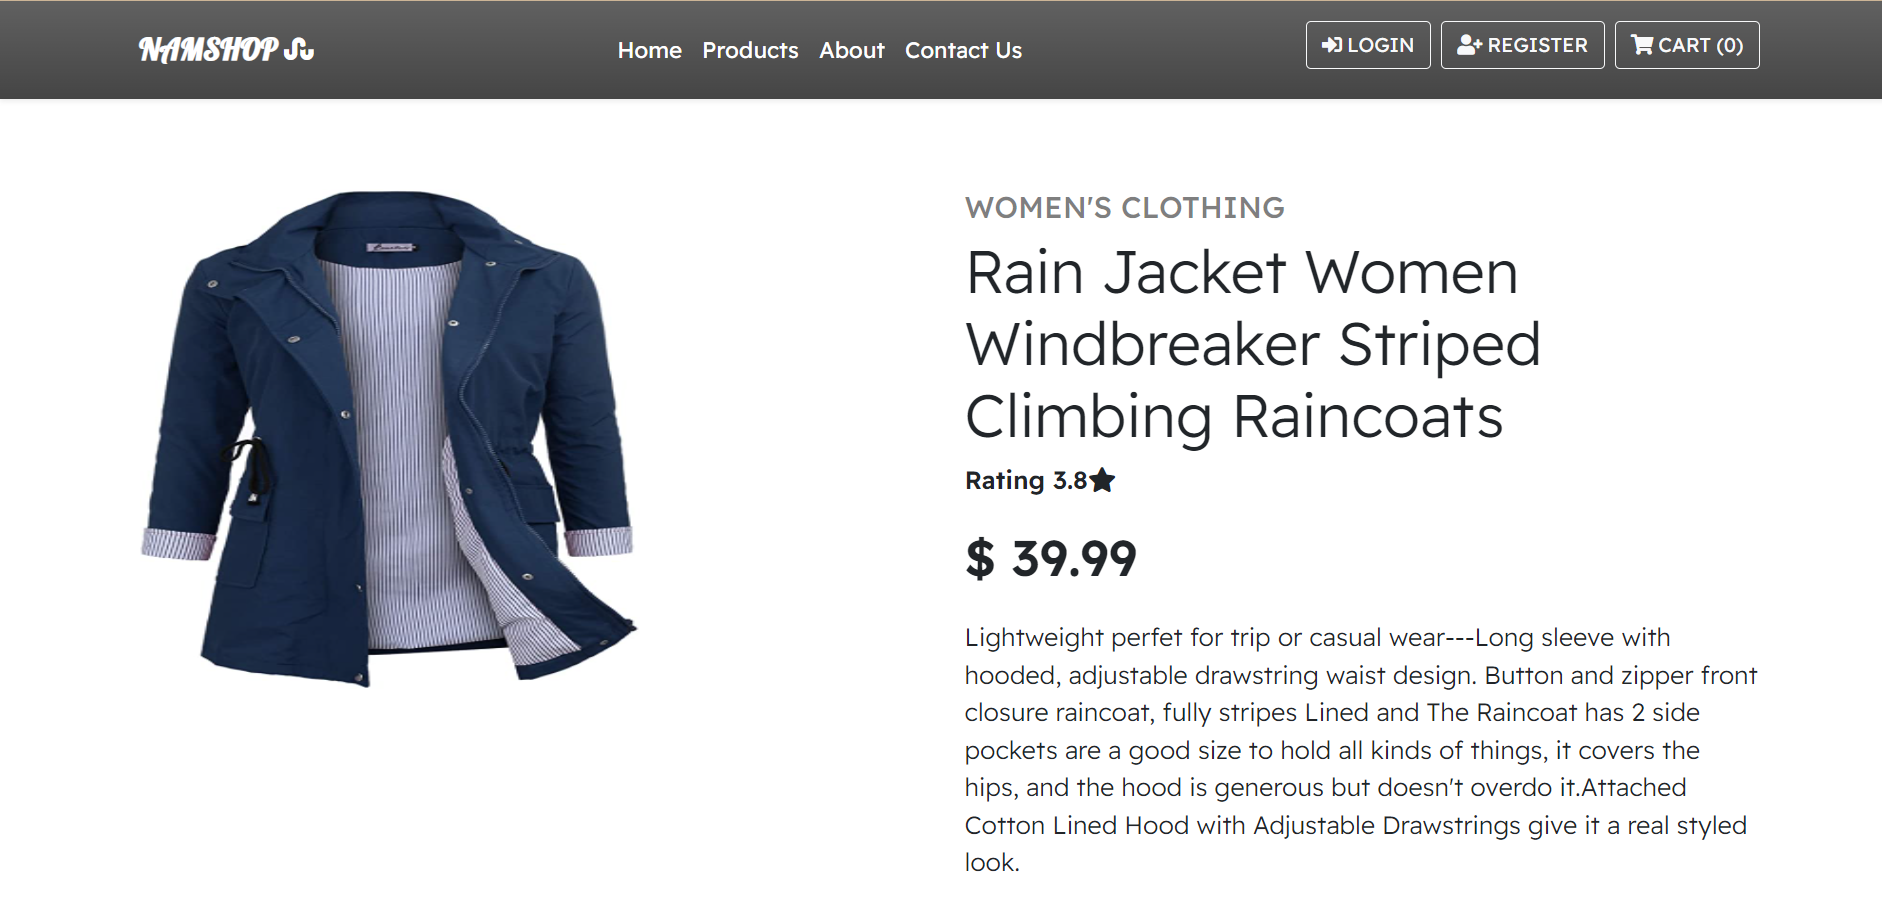 NAMSHOP
Home Products About Contact Us
LOGIN REGISTER CART (0)
WOMEN'S CLOTHING
Rain Jacket Women
Windbreaker Striped
Climbing Raincoats
Rating 3.8
$ 39.99
Lightweight perfet for trip or casual wear---Long sleeve with
hooded, adjustable drawstring waist design. Button and zipper front
closure raincoat, fully stripes Lined and The Raincoat has 2 side
pockets are a good size to hold all kinds of things, it covers the
hips, and the hood is generous but doesn't overdo it.Attached
Cotton Lined Hood with Adjustable Drawstrings give it a real styled
look.